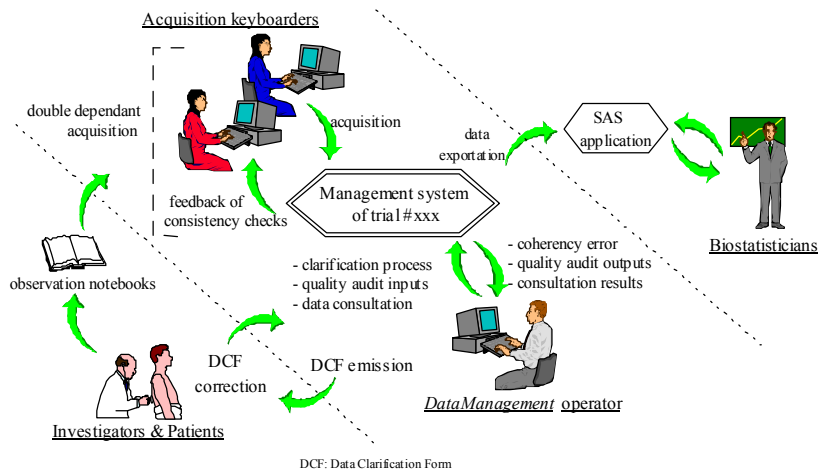 Acquisition keyboarders
double dependant
acquisition
acquisition
feedback of
consistency checks
data
exportation
SAS
application
Biostatisticians
Management system
of trial #xxx
observation notebooks
- clarification process
- quality audit inputs
- data consultation
- coherency error
- quality audit outputs
- consultation results
DCF
correction
DCF emission
DataManagement operator
Investigators & Patients
DCF: Data Clarification Form